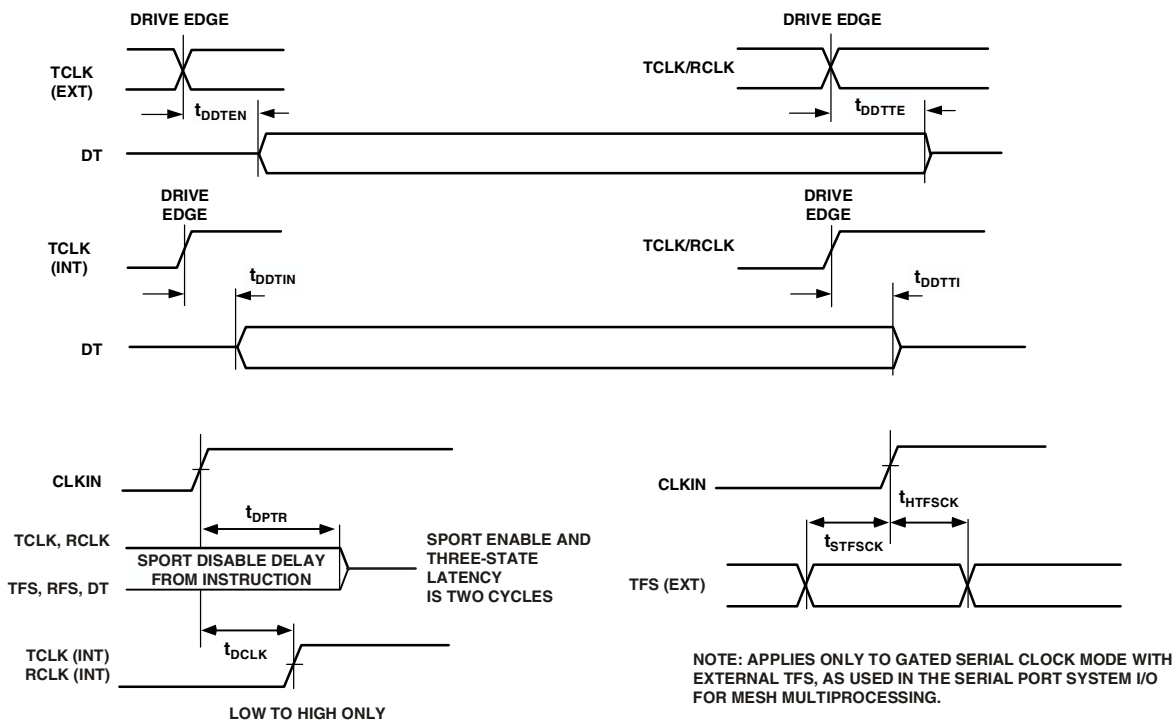 DRIVE EDGE
DRIVE EDGE
TCLK
(EXT)
TCLK/RCLK
tDDTEN
tDDTTE
DT
DRIVE
EDGE
DRIVE
EDGE
TCLK
(INT)
TCLK/RCLK
tDDTIN
tDDTTI
DT
CLKIN
tDPTR
TCLK, RCLK
SPORT DISABLE DELAY
FROM INSTRUCTION
TFS, RFS, DT
SPORT ENABLE AND
THREE-STATE
LATENCY
IS TWO CYCLES
tDCLK
TCLK (INT)
RCLK (INT)
LOW TO HIGH ONLY
CLKIN
tHTFSCK
tSTFSCK
TFS (EXT)
NOTE: APPLIES ONLY TO GATED SERIAL CLOCK MODE WITH
EXTERNAL TFS, AS USED IN THE SERIAL PORT SYSTEM I/O
FOR MESH MULTIPROCESSING.